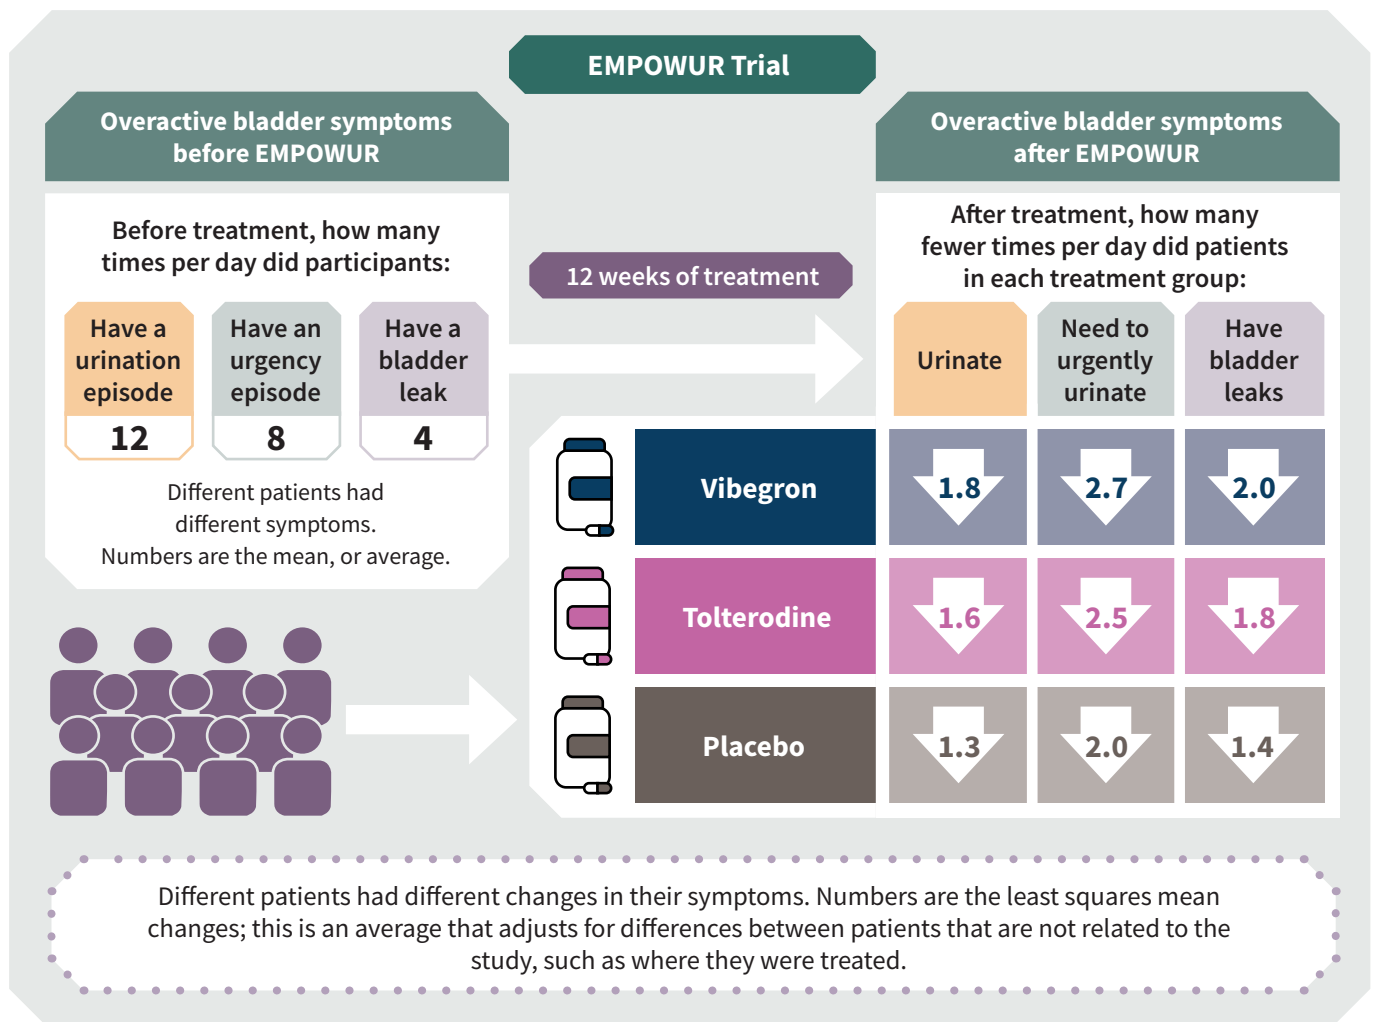 EMPOWUR Trial
Overactive bladder symptoms
before EMPOWUR
Before treatment, how many
times per day did participants:
Have a
urination
episode
12
Have an
urgency
episode
8
Have a
bladder
leak
4
Different patients had
different symptoms.
Numbers are the mean, or average.
12 weeks of treatment
Overactive bladder symptoms
after EMPOWUR
After treatment, how many
fewer times per day did patients
in each treatment group:
Urinate
Need to
urgently
urinate
Have
bladder
leaks
Vibegron
1.8
2.7
2.0
Tolterodine
1.6
2.5
1.8
Placebo
1.3
2.0
1.4
Different patients had different changes in their symptoms. Numbers are the least squares mean
changes; this is an average that adjusts for differences between patients that are not related to the
study, such as where they were treated.